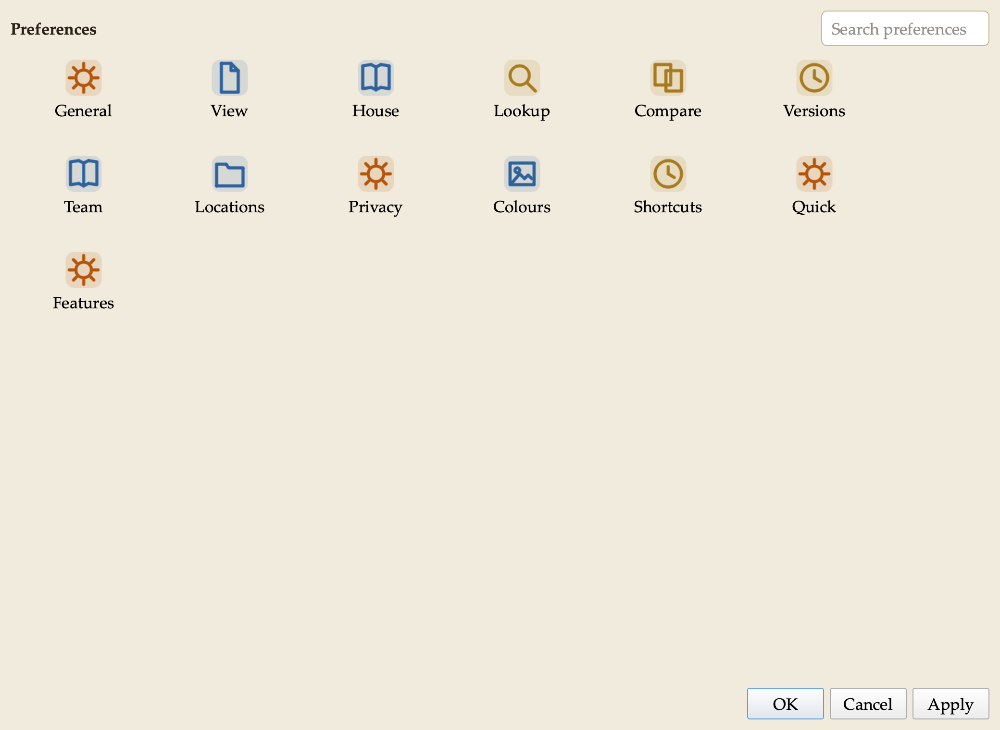 Preferences
Search preferences
General
View
House
Lookup
Compare
Versions
Team
Locations
Privacy
Colours
Shortcuts
Quick
Features
OK
Cancel
Apply